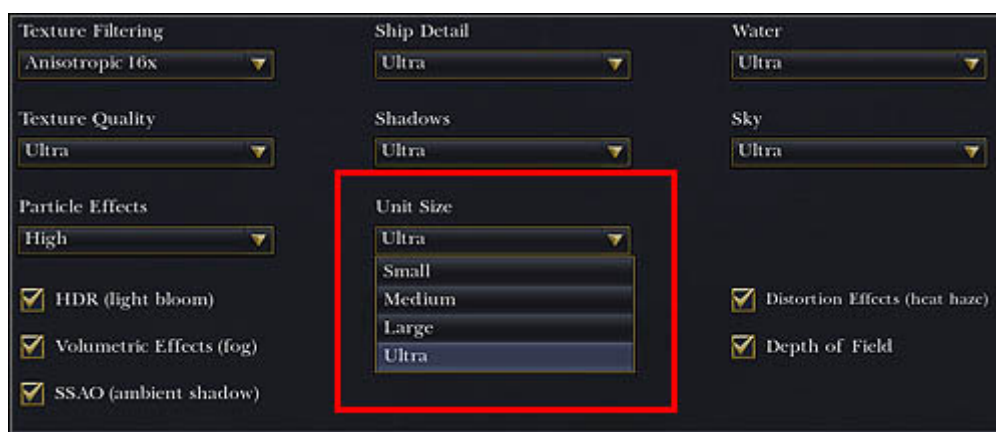 Texture Filtering
Anisotropic 16x
Ship Detail
Ultra
Water
Ultra
Texture Quality
Ultra
Shadows
Ultra
Sky
Ultra
Particle Effects
High
Unit Size
Ultra
Small
Medium
Large
Ultra
HDR (light bloom)
Distortion Effects (heat haze)
Volumetric Effects (fog)
Depth of Field
SSAO (ambient shadow)